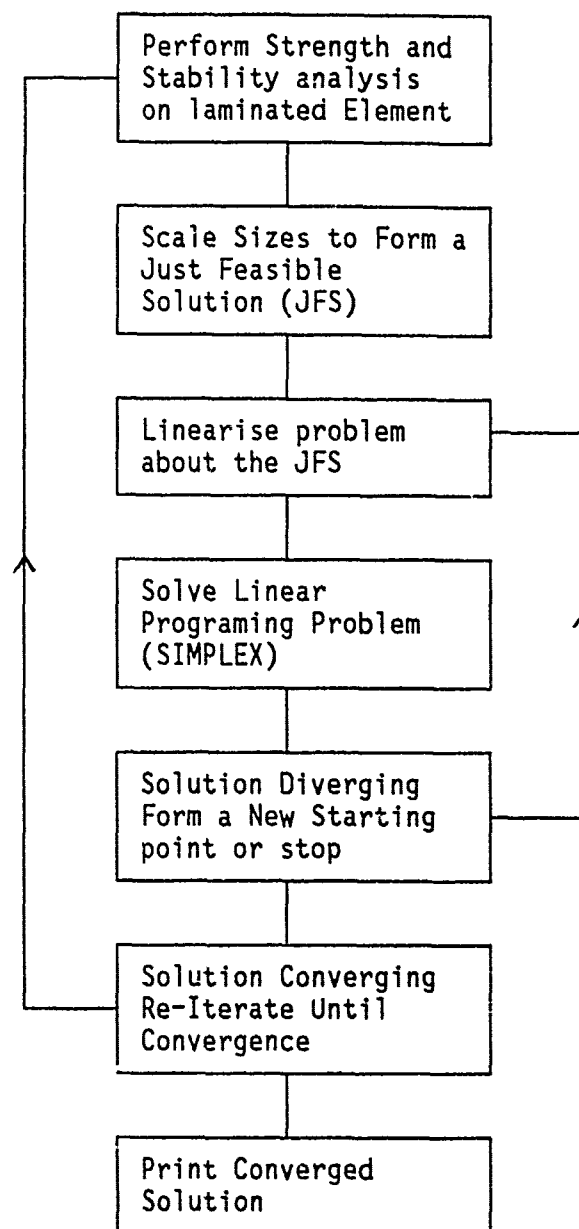 Perform Strength and
Stability analysis
on laminated Element
Scale Sizes to Form a
Just Feasible
Solution (JFS)
Linearise problem
about the JFS
Solve Linear
Programing Problem
(SIMPLEX)
Solution Diverging
Form a New Starting
point or stop
Solution Converging
Re-Iterate Until
Convergence
Print Converged
Solution